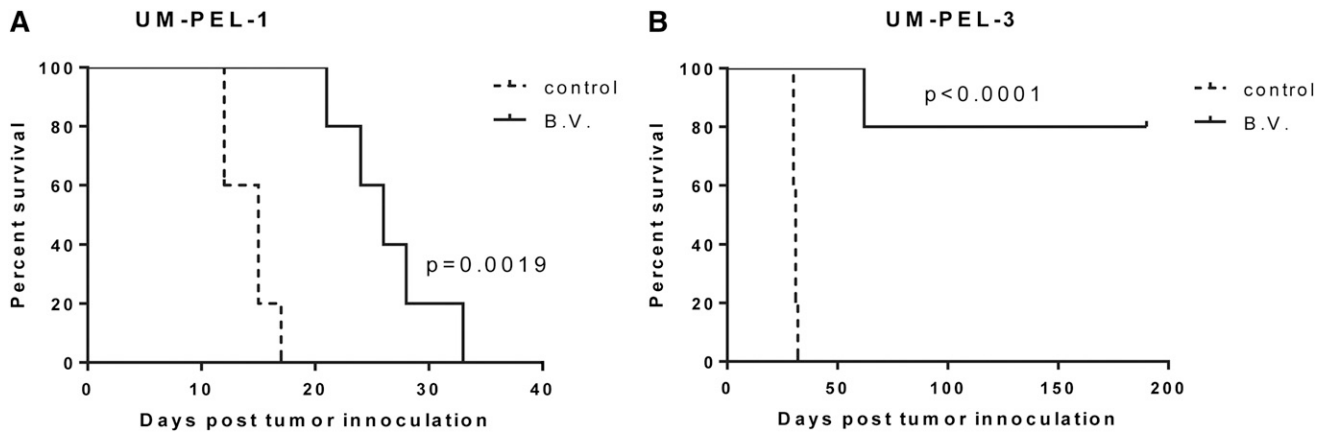 A
UM-PEL-1
100
80
60
40
20
0
Percent survival
0 10 20 30 40
Days post tumor innoculation
control
B.V.
p=0.0019
B
UM-PEL-3
100
80
60
40
20
0
Percent survival
0 50 100 150 200
Days post tumor innoculation
p<0.0001
control
B.V.